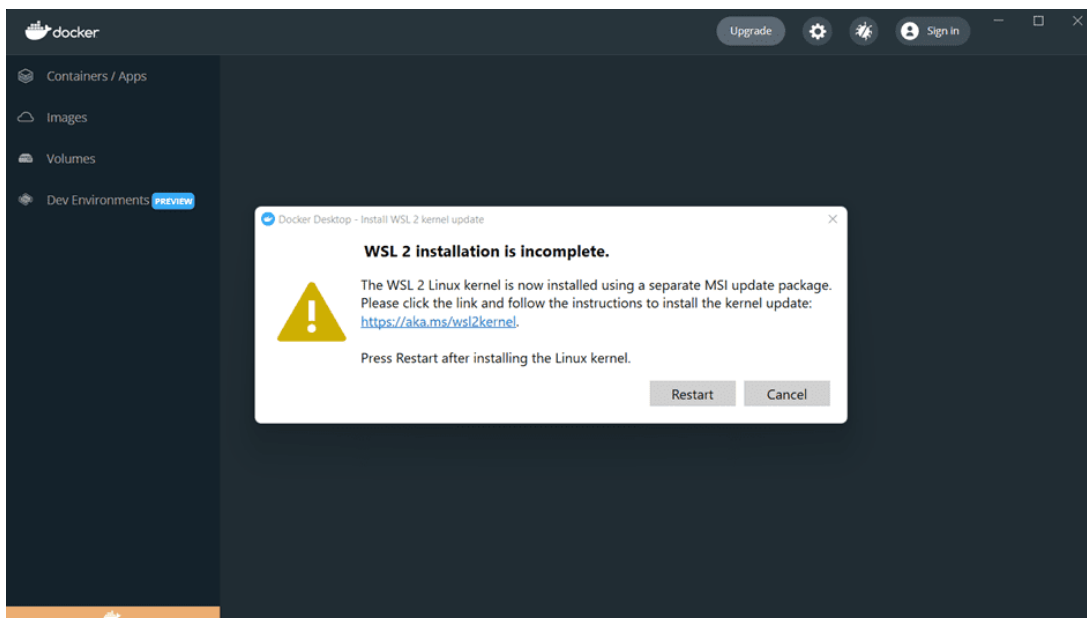 docker
Upgrade
Sign in
Containers / Apps
Images
Volumes
Dev Environments PREVIEW
Docker Desktop - Install WSL 2 kernel update
WSL 2 installation is incomplete.
The WSL 2 Linux kernel is now installed using a separate MSI update package.
Please click the link and follow the instructions to install the kernel update:
https://aka.ms/wsl2kernel.
Press Restart after installing the Linux kernel.
Restart
Cancel